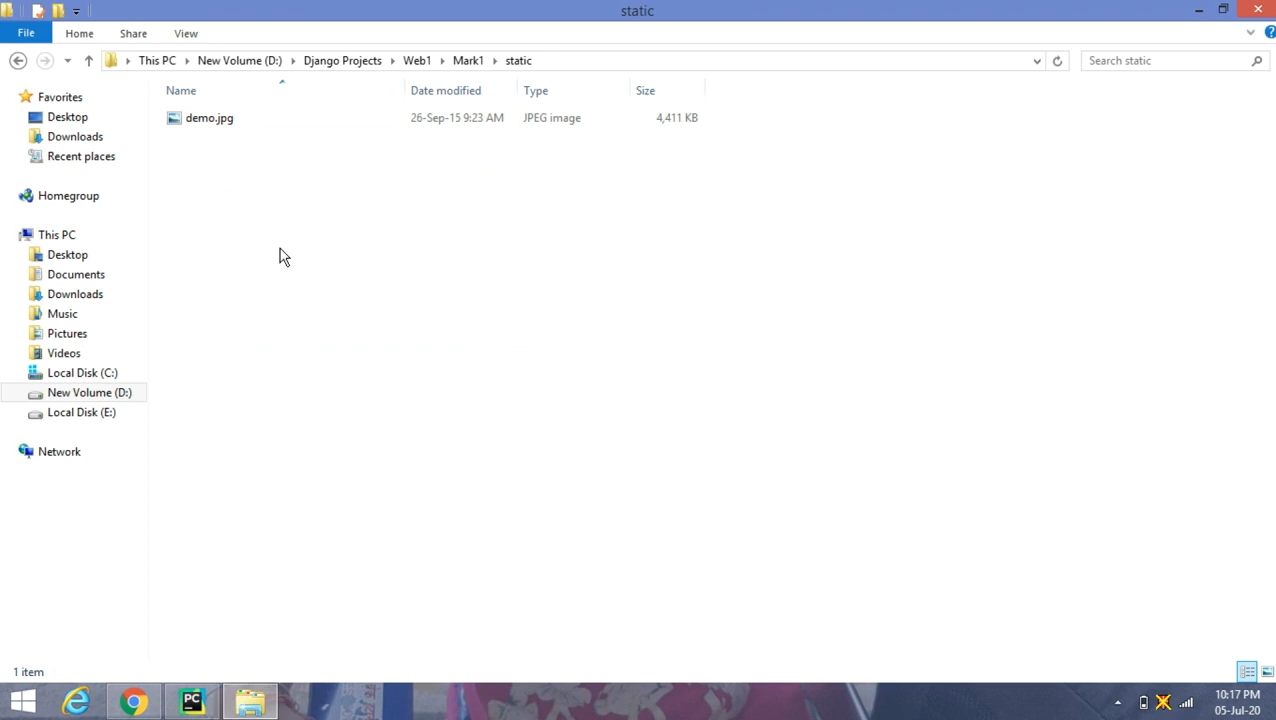 static
File Home Share View
This PC New Volume (D:) Django Projects Web1 Mark1 static Search static
Name Date modified Type Size
demo.jpg 26-Sep-15 9:23 AM JPEG image 4,411 KB
Favorites
Desktop
Downloads
Recent places
Homegroup
This PC
Desktop
Documents
Downloads
Music
Pictures
Videos
Local Disk (C:)
New Volume (D:)
Local Disk (E:)
Network
1 item
PC
10:17 PM
05-Jul-20